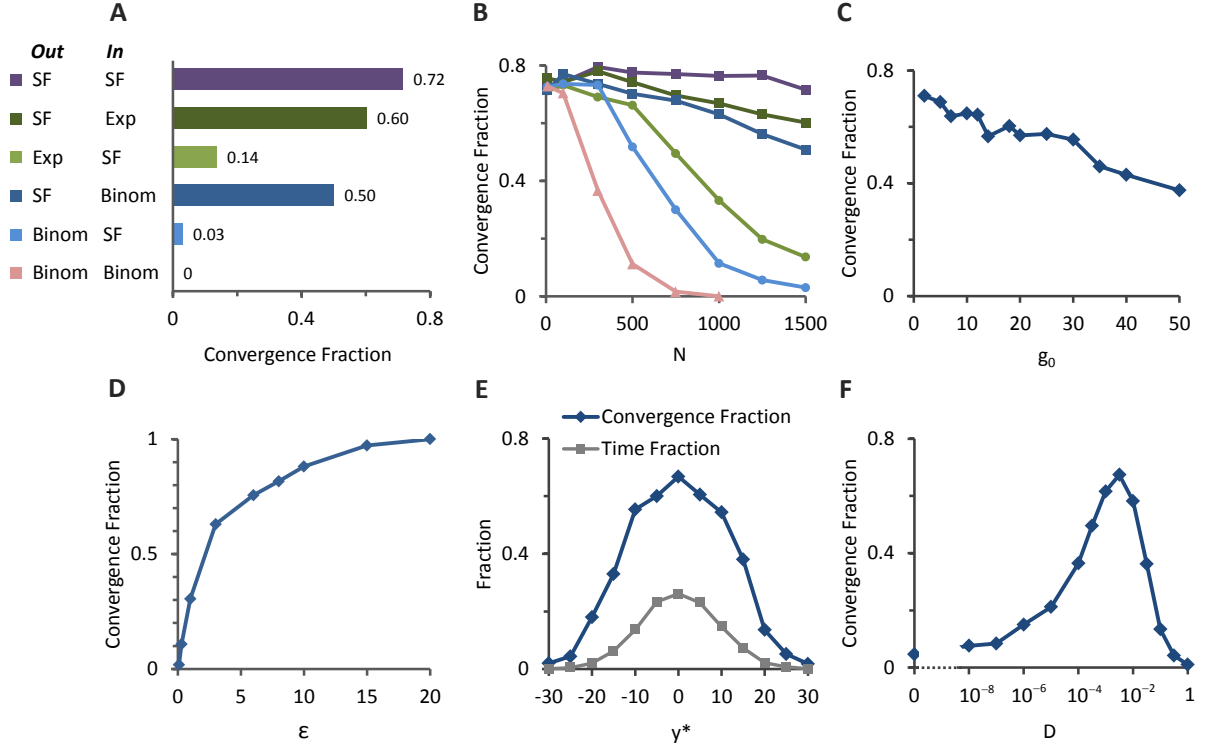 A
Out In
SF SF
SF Exp
Exp SF
SF Binom
Binom SF
Binom Binom
0.72
0.60
0.14
0.50
0.03
0
0 0.4 0.8
Convergence Fraction
B
Convergence Fraction
0.8
0.4
0
0 500 1000 1500
N
C
Convergence Fraction
0.8
0.4
0
0 10 20 30 40 50
g₀
D
Convergence Fraction
1
0.5
0
0 5 10 15 20
ε
E
Convergence Fraction
Time Fraction
Fraction
0.8
0.4
0
-30 -20 -10 0 10 20 30
y*
F
Convergence Fraction
0.8
0.4
0
0 10⁻⁸ 10⁻⁶ 10⁻⁴ 10⁻² 1
D